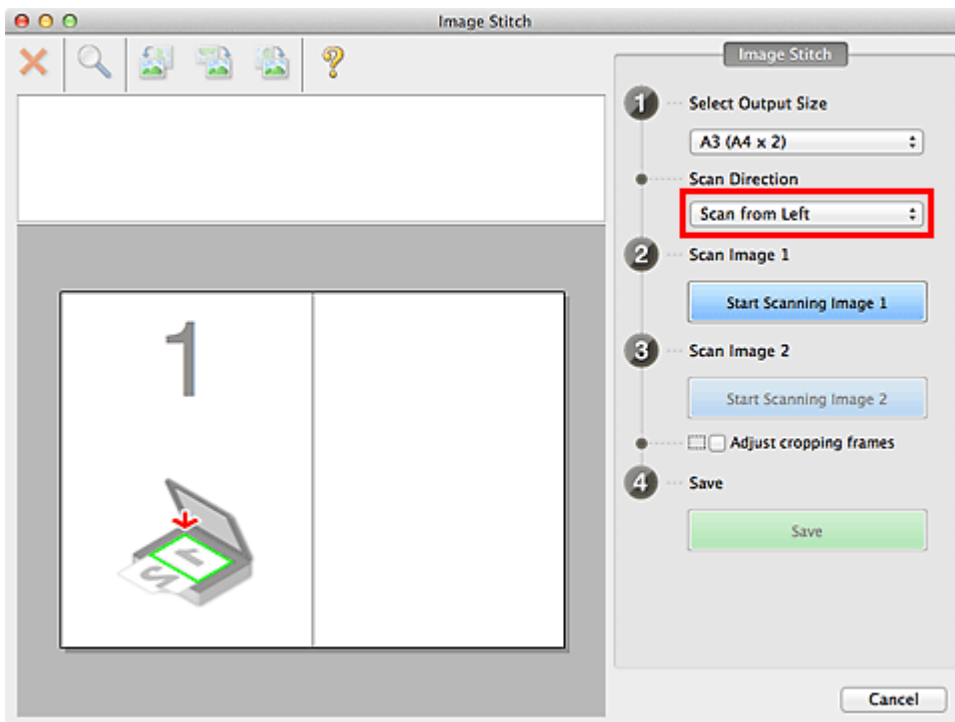 Image Stitch
Image Stitch
1 Select Output Size
A3 (A4 x 2)
Scan Direction
Scan from Left
2 Scan Image 1
Start Scanning Image 1
3 Scan Image 2
Start Scanning Image 2
Adjust cropping frames
4 Save
Save
1
1
2
Cancel